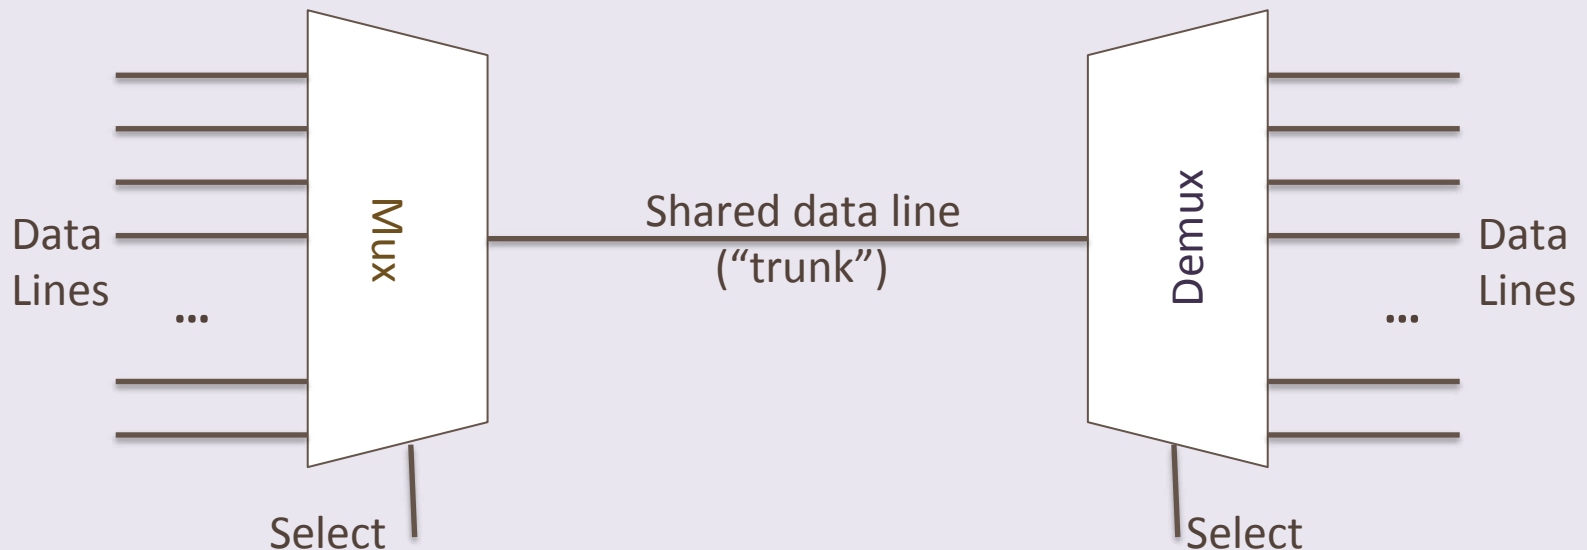 Data
Lines
...
Mux
Shared data line
(“trunk”)
Demux
Data
Lines
...
Select
Select